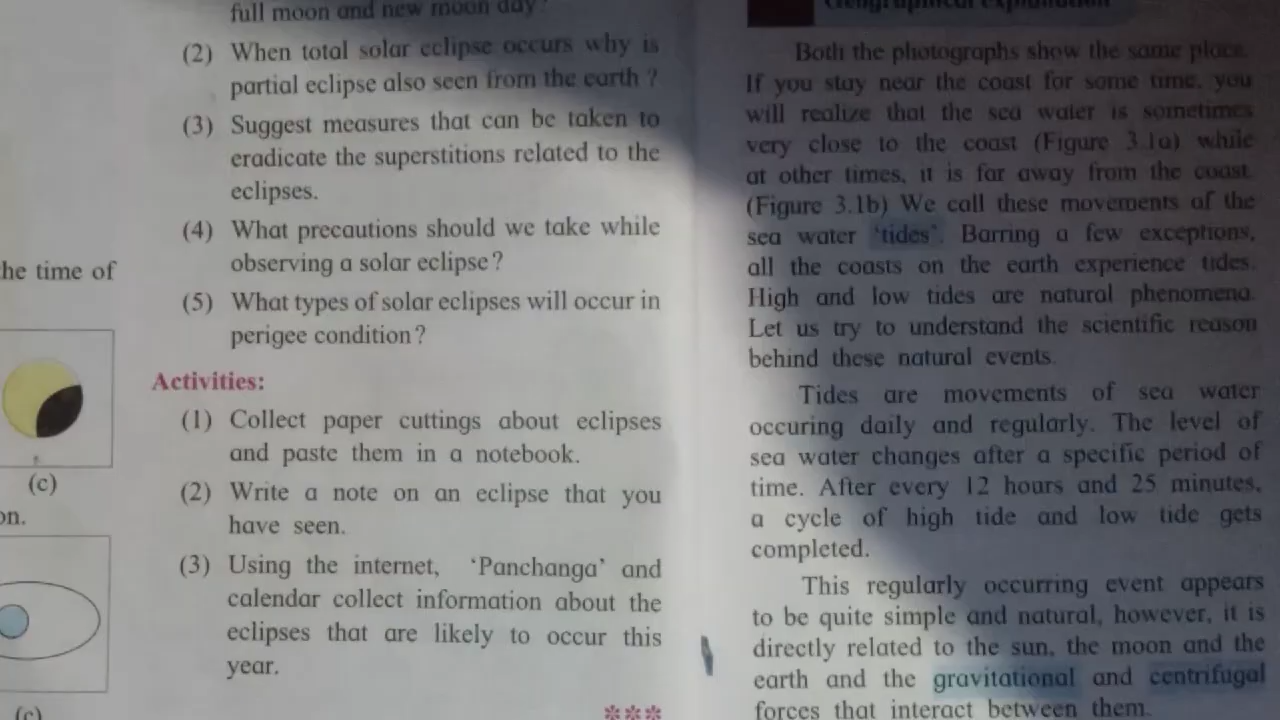 he time of
(c)
on.
(c)
full moon and new moon day?
(2) When total solar eclipse occurs why is
partial eclipse also seen from the earth ?
(3) Suggest measures that can be taken to
eradicate the superstitions related to the
eclipses.
(4) What precautions should we take while
observing a solar eclipse?
(5) What types of solar eclipses will occur in
perigee condition?
Activities:
(1) Collect paper cuttings about eclipses
and paste them in a notebook.
(2) Write a note on an eclipse that you
have seen.
(3) Using the internet, ‘Panchanga’ and
calendar collect information about the
eclipses that are likely to occur this
year.
***
Geographical explanation
Both the photographs show the same place.
If you stay near the coast for some time, you
will realize that the sea water is sometimes
very close to the coast (Figure 3.1a) while
at other times, it is far away from the coast.
(Figure 3.1b) We call these movements of the
sea water ‘tides’. Barring a few exceptions,
all the coasts on the earth experience tides.
High and low tides are natural phenomena.
Let us try to understand the scientific reason
behind these natural events.
Tides are movements of sea water
occuring daily and regularly. The level of
sea water changes after a specific period of
time. After every 12 hours and 25 minutes,
a cycle of high tide and low tide gets
completed.
This regularly occurring event appears
to be quite simple and natural, however, it is
directly related to the sun, the moon and the
earth and the gravitational and centrifugal
forces that interact between them.